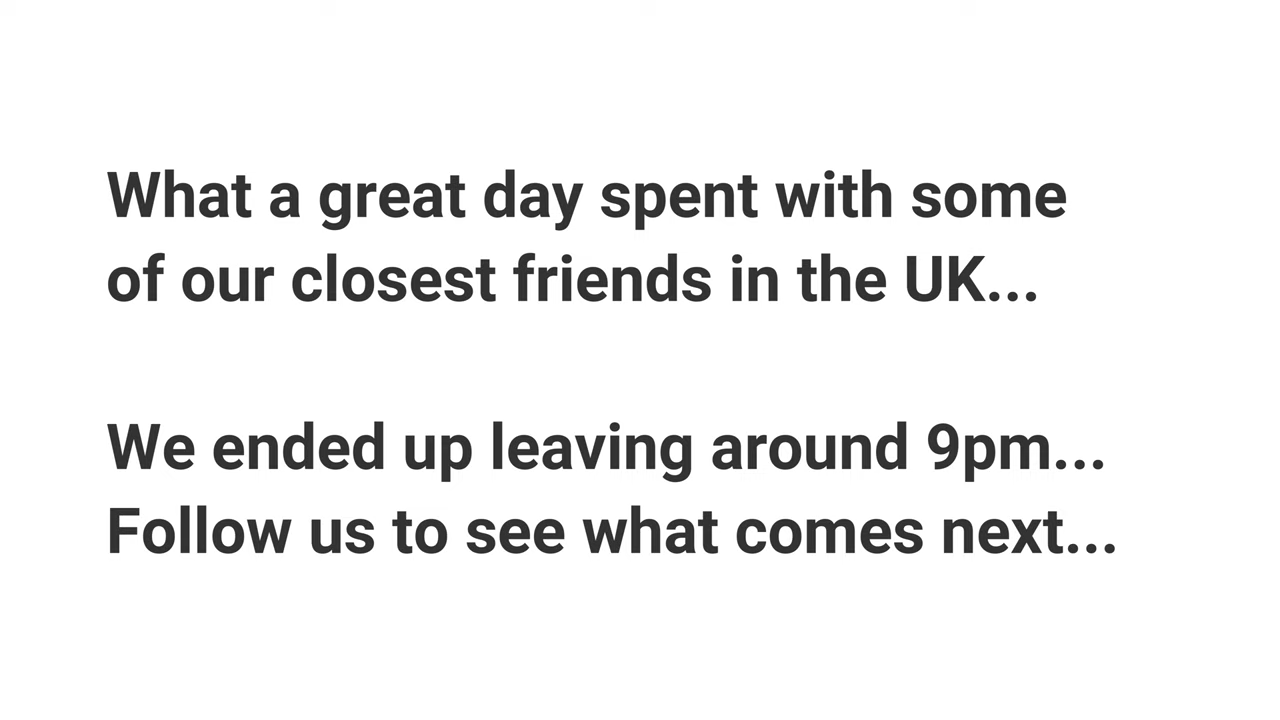 What a great day spent with some
of our closest friends in the UK...
We ended up leaving around 9pm...
Follow us to see what comes next...